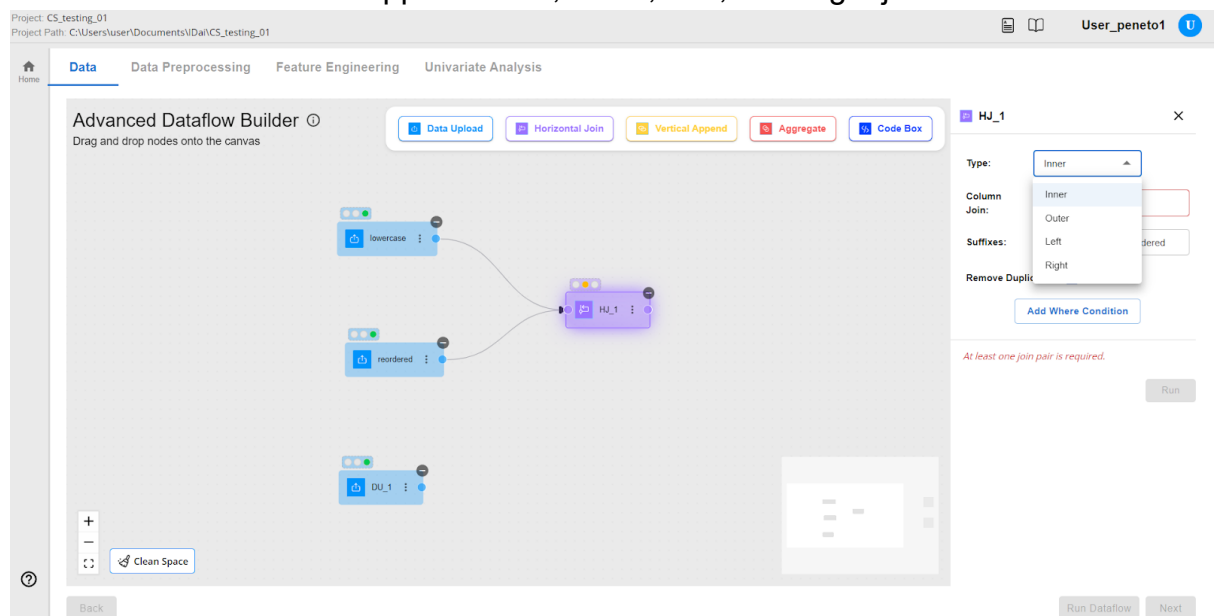 Project: CS_testing_01
Project Path: C:\Users\user\Documents\IDai\CS_testing_01
User_peneto1
U
Home
Data
Data Preprocessing
Feature Engineering
Univariate Analysis
Advanced Dataflow Builder
Drag and drop nodes onto the canvas
Data Upload
Horizontal Join
Vertical Append
Aggregate
Code Box
lowercase
reordered
DU_1
HJ_1
Clean Space
HJ_1
Type:
Inner
Inner
Outer
Left
Right
Column
Join:
Suffixes:
dered
Remove Duplic
Add Where Condition
At least one join pair is required.
Run
Back
Run Dataflow
Next